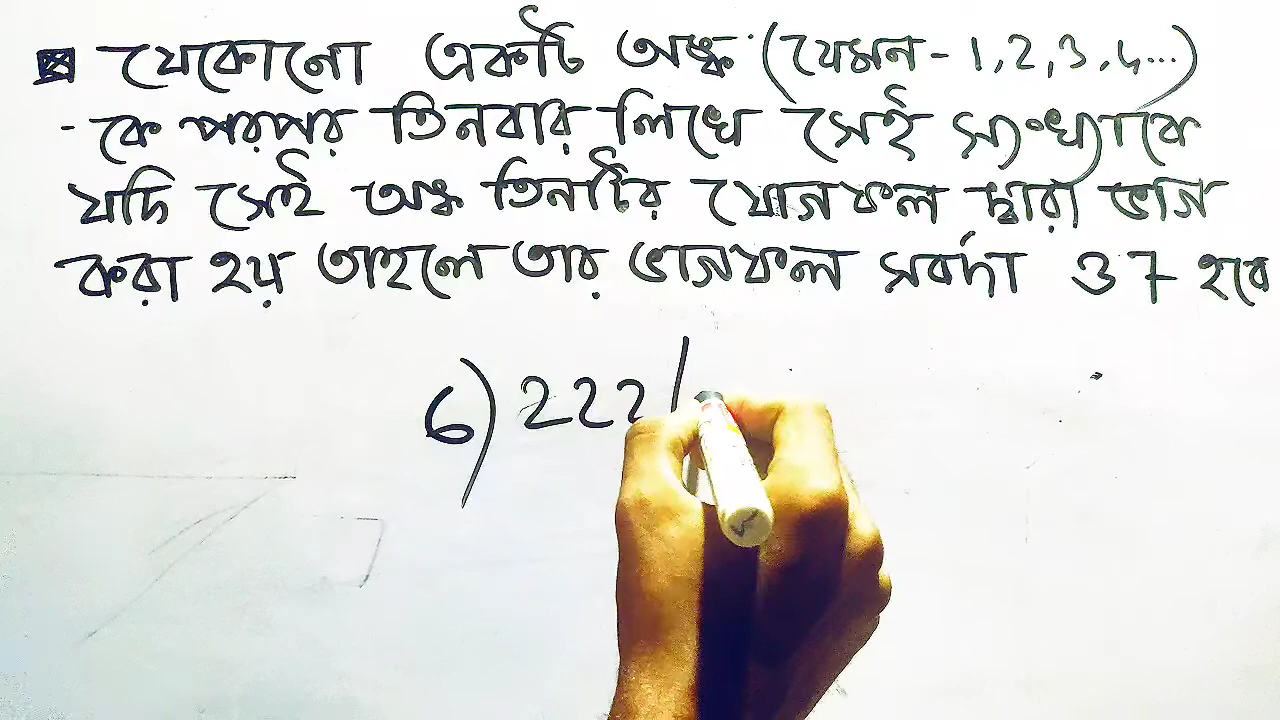 যেকোনো একটি অঙ্ক (যেমন - 1, 2, 3, 4...)
- কে পরপর তিনবার লিখে সেই সংখ্যাকে
যদি সেই অঙ্ক তিনটির যোগফল দ্বারা ভাগ
করা হয় তাহলে তার ভাগফল সর্বদা 37 হবে
6) 222 (